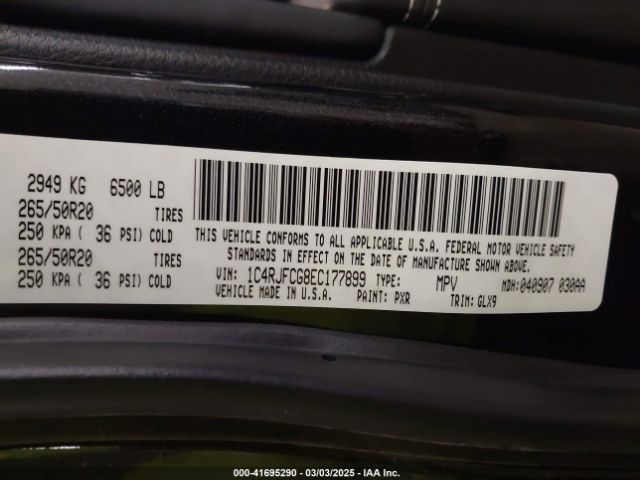 2949 KG 6500 LB
265/50R20 TIRES
250 KPA ( 36 PSI) COLD
265/50R20 TIRES
250 KPA ( 36 PSI) COLD
THIS VEHICLE CONFORMS TO ALL APPLICABLE U.S.A. FEDERAL MOTOR VEHICLE SAFETY
STANDARDS IN EFFECT ON THE DATE OF MANUFACTURE SHOWN ABOVE.
VIN: 1C4RJFCG8EC177899 TYPE: MPV MDH: 040907 030AA
VEHICLE MADE IN U.S.A. PAINT: PXR TRIM: GLX9
000-41695290 - 03/03/2025 - IAA Inc.